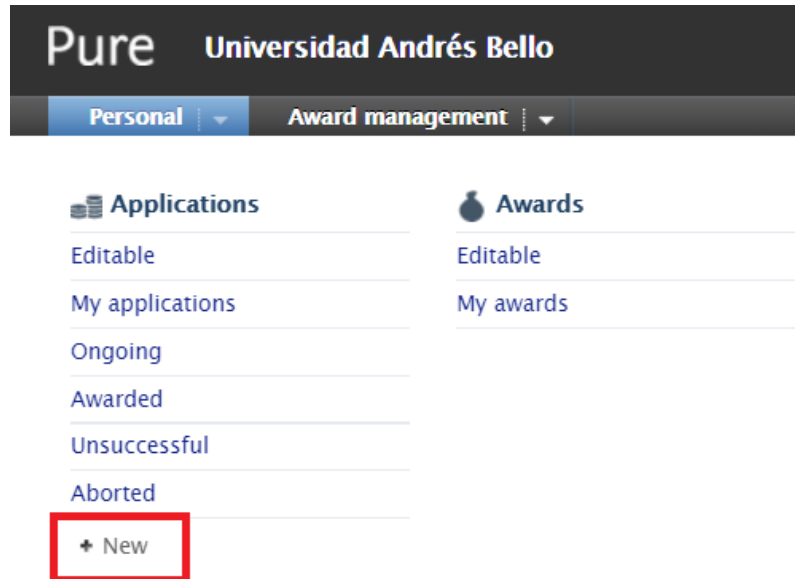 Pure Universidad Andrés Bello
Personal Award management
Applications
Editable
My applications
Ongoing
Awarded
Unsuccessful
Aborted
+ New
Awards
Editable
My awards